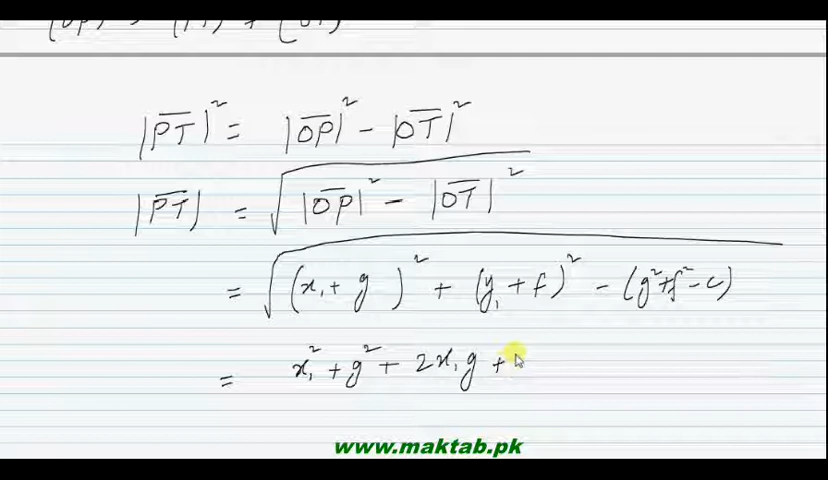 |PT̅|² = |OP̅|² - |OT̅|²
|PT̅| = √(|OP̅|² - |OT̅|²)
= √((x₁ + g)² + (y₁ + f)² - (g² + f² - c))
= x₁² + g² + 2x₁g +
www.maktab.pk